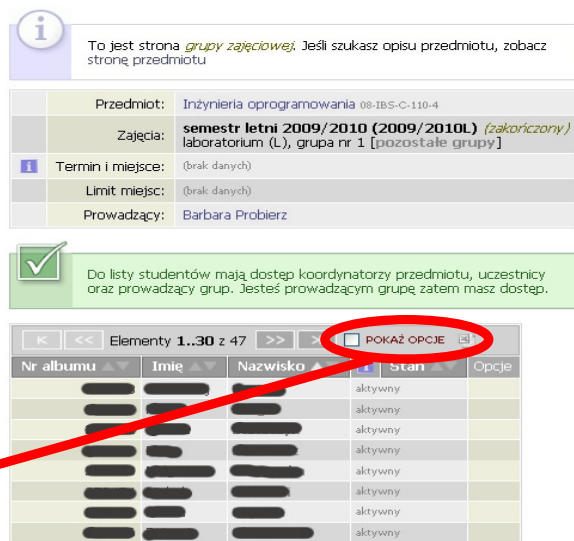 To jest strona grupy zajęciowej. Jeśli szukasz opisu przedmiotu, zobacz
stronę przedmiotu
Przedmiot: Inżynieria oprogramowania 08-IBS-C-110-4
Zajęcia: semestr letni 2009/2010 (2009/2010L) (zakończony)
laboratorium (L), grupa nr 1 [pozostałe grupy]
Termin i miejsce: (brak danych)
Limit miejsc: (brak danych)
Prowadzący: Barbara Probierz
Do listy studentów mają dostęp koordynatorzy przedmiotu, uczestnicy
oraz prowadzący grup. Jesteś prowadzącym grupę zatem masz dostęp.
K << Elementy 1..30 z 47 >> > POKAŻ OPCJE
Nr albumu Imię Nazwisko Stan Opcje
aktywny
aktywny
aktywny
aktywny
aktywny
aktywny
aktywny
aktywny